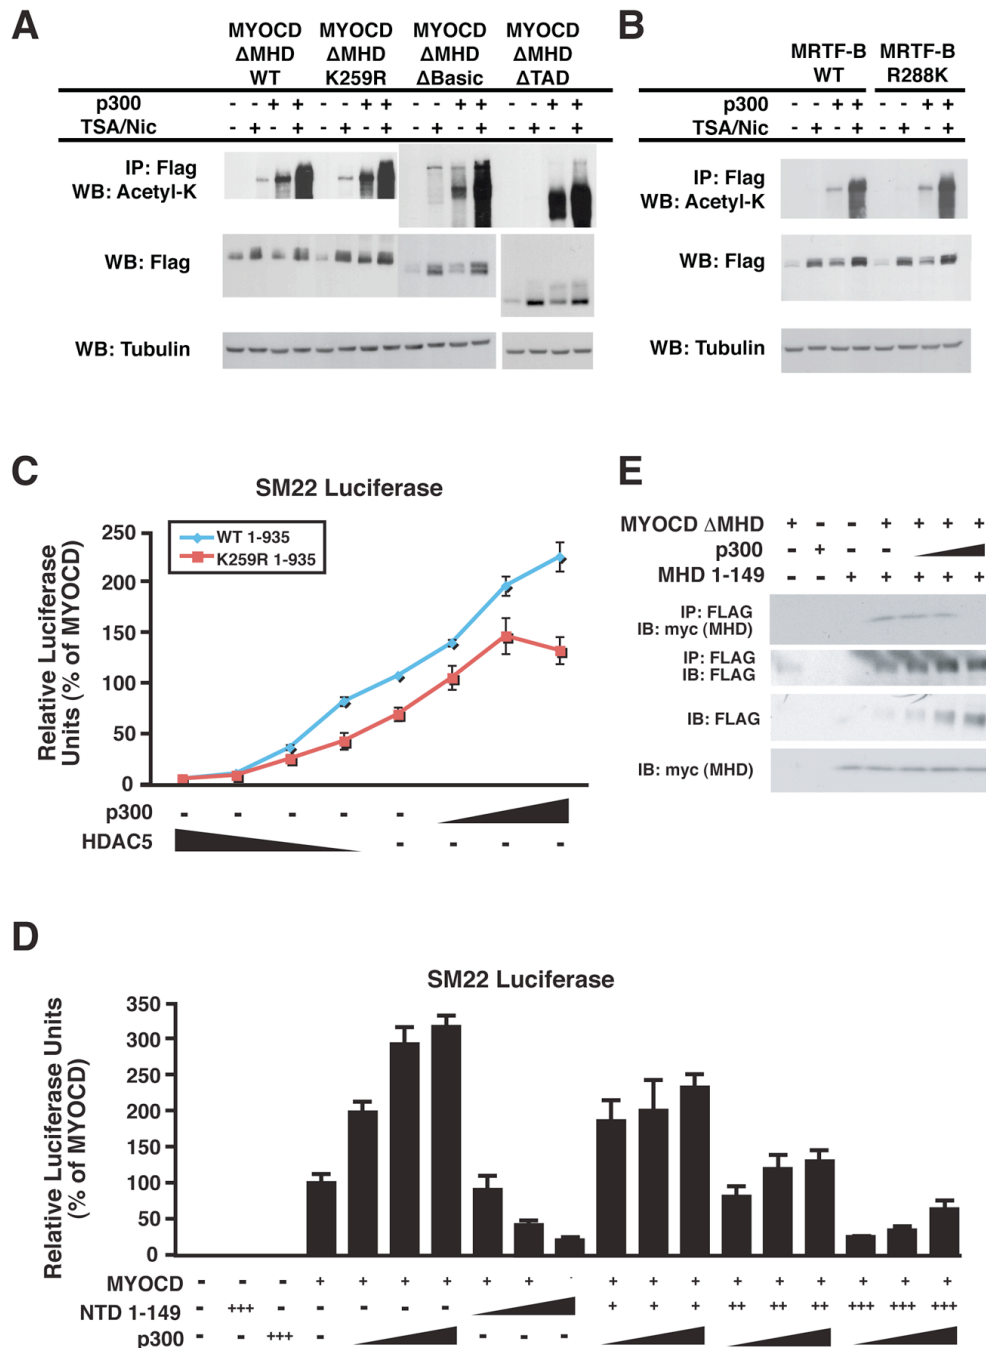 A
MYOCD MYOCD MYOCD MYOCD
ΔMHD ΔMHD ΔMHD ΔMHD
WT K259R ΔBasic ΔTAD
p300 - - + + - - + + - - + + - - + +
TSA/Nic - + - + - + - + - + - + - + - +
IP: Flag
WB: Acetyl-K
WB: Flag
WB: Tubulin
B
MRTF-B MRTF-B
WT R288K
p300 - - + + - - + +
TSA/Nic - + - + - + - +
IP: Flag
WB: Acetyl-K
WB: Flag
WB: Tubulin
C
SM22 Luciferase
Relative Luciferase
Units (% of MYOCD)
250
200
150
100
50
0
WT 1-935
K259R 1-935
p300 - - - - -
HDAC5 - - - -
E
MYOCD ΔMHD + - - + + + +
p300 - + - -
MHD 1-149 - - + + + + +
IP: FLAG
IB: myc (MHD)
IP: FLAG
IB: FLAG
IB: FLAG
IB: myc (MHD)
D
SM22 Luciferase
Relative Luciferase Units
(% of MYOCD)
350
300
250
200
150
100
50
0
MYOCD - - - + + + + + + - + + + + + + + + +
NTD 1-149 - +++ - - - - - + + + ++ ++ ++ +++ +++ +++
p300 - - +++ - - - -